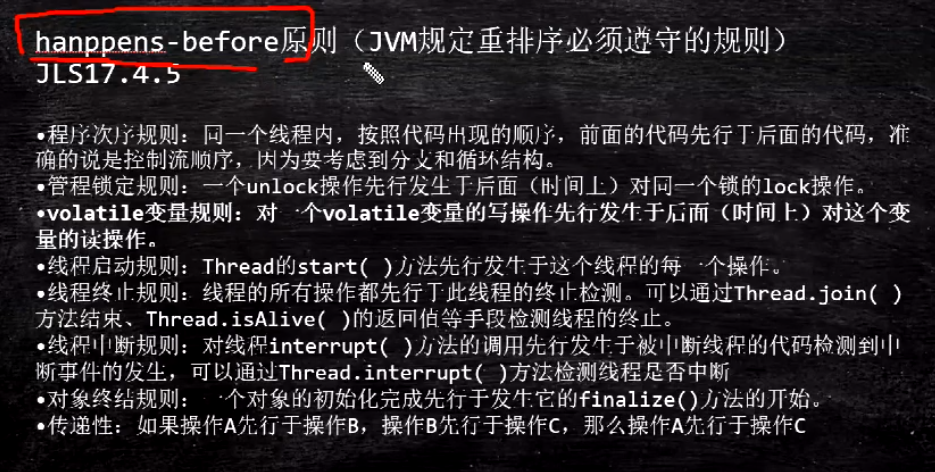 hanppens-before原则（JVM规定重排序必须遵守的规则）
JLS17.4.5
•程序次序规则：同一个线程内，按照代码出现的顺序，前面的代码先行于后面的代码，准
确的说是控制流顺序，因为要考虑到分支和循环结构。
•管程锁定规则：一个unlock操作先行发生于后面（时间上）对同一个锁的lock操作。
•volatile变量规则：对一个volatile变量的写操作先行发生于后面（时间上）对这个变
量的读操作。
•线程启动规则：Thread的start( )方法先行发生于这个线程的每一个操作。
•线程终止规则：线程的所有操作都先行于此线程的终止检测。可以通过Thread.join( )
方法结束、Thread.isAlive( )的返回值等手段检测线程的终止。
•线程中断规则：对线程interrupt( )方法的调用先行发生于被中断线程的代码检测到中
断事件的发生，可以通过Thread.interrupt( )方法检测线程是否中断
•对象终结规则：一个对象的初始化完成先行于发生它的finalize()方法的开始。
•传递性：如果操作A先行于操作B，操作B先行于操作C，那么操作A先行于操作C